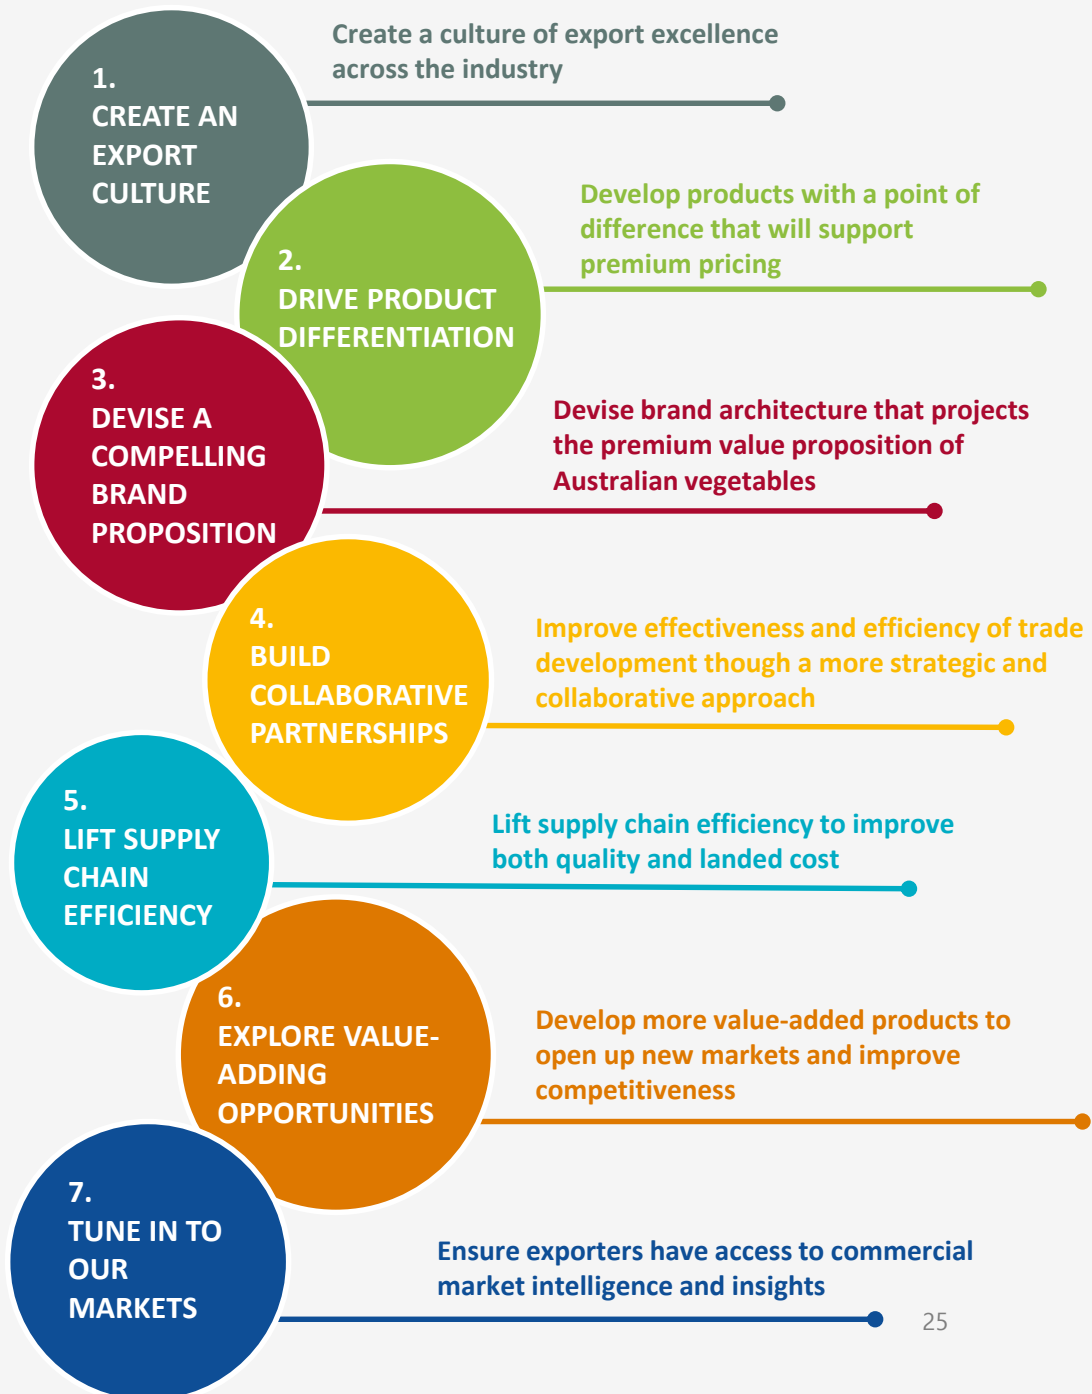 1.
CREATE AN
EXPORT
CULTURE
Create a culture of export excellence
across the industry
2.
DRIVE PRODUCT
DIFFERENTIATION
Develop products with a point of
difference that will support
premium pricing
3.
DEVISE A
COMPELLING
BRAND
PROPOSITION
Devise brand architecture that projects
the premium value proposition of
Australian vegetables
4.
BUILD
COLLABORATIVE
PARTNERSHIPS
Improve effectiveness and efficiency of trade
development though a more strategic and
collaborative approach
5.
LIFT SUPPLY
CHAIN
EFFICIENCY
Lift supply chain efficiency to improve
both quality and landed cost
6.
EXPLORE VALUE-
ADDING
OPPORTUNITIES
Develop more value-added products to
open up new markets and improve
competitiveness
7.
TUNE IN TO
OUR
MARKETS
Ensure exporters have access to commercial
market intelligence and insights
25